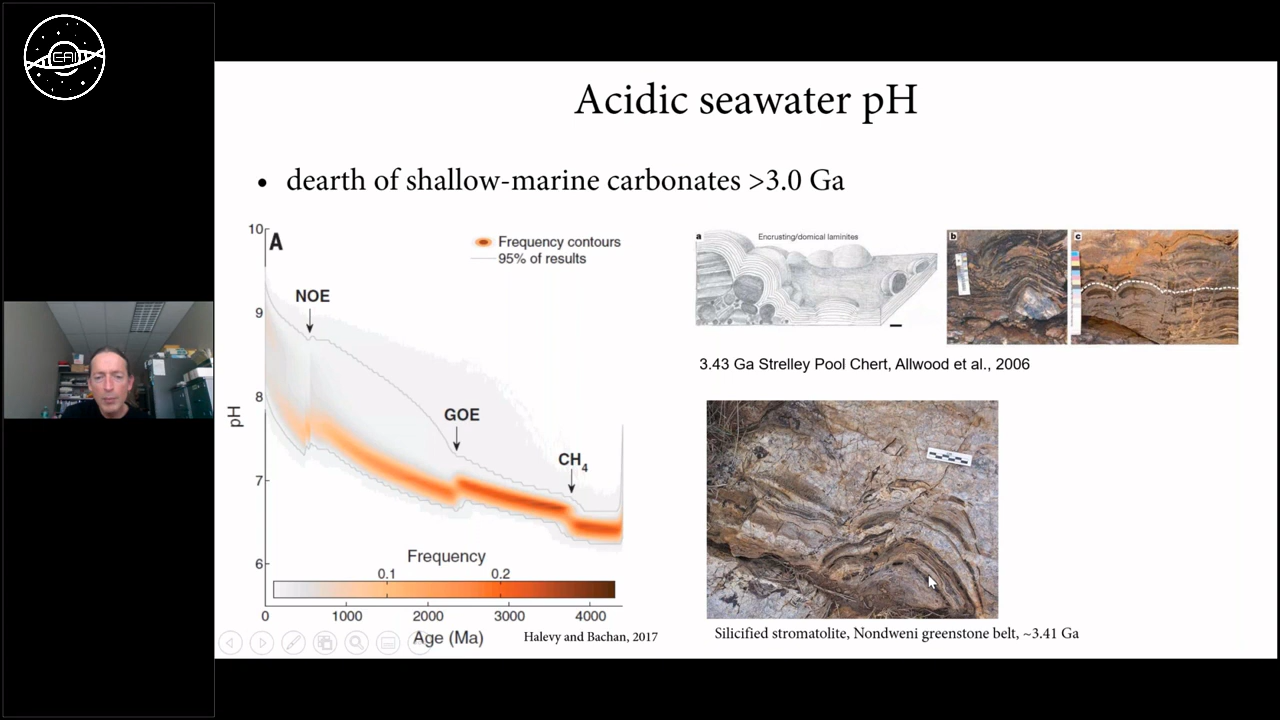 EAI
Acidic seawater pH
• dearth of shallow-marine carbonates >3.0 Ga
10
9
8
7
6
pH
A
Frequency contours
95% of results
NOE
GOE
CH4
Frequency
0.1
0.2
0
1000
2000
3000
4000
Age (Ma)
Halevy and Bachan, 2017
a
Encrusting/domical laminites
b
c
3.43 Ga Strelley Pool Chert, Allwood et al., 2006
Silicified stromatolite, Nondweni greenstone belt, ~3.41 Ga